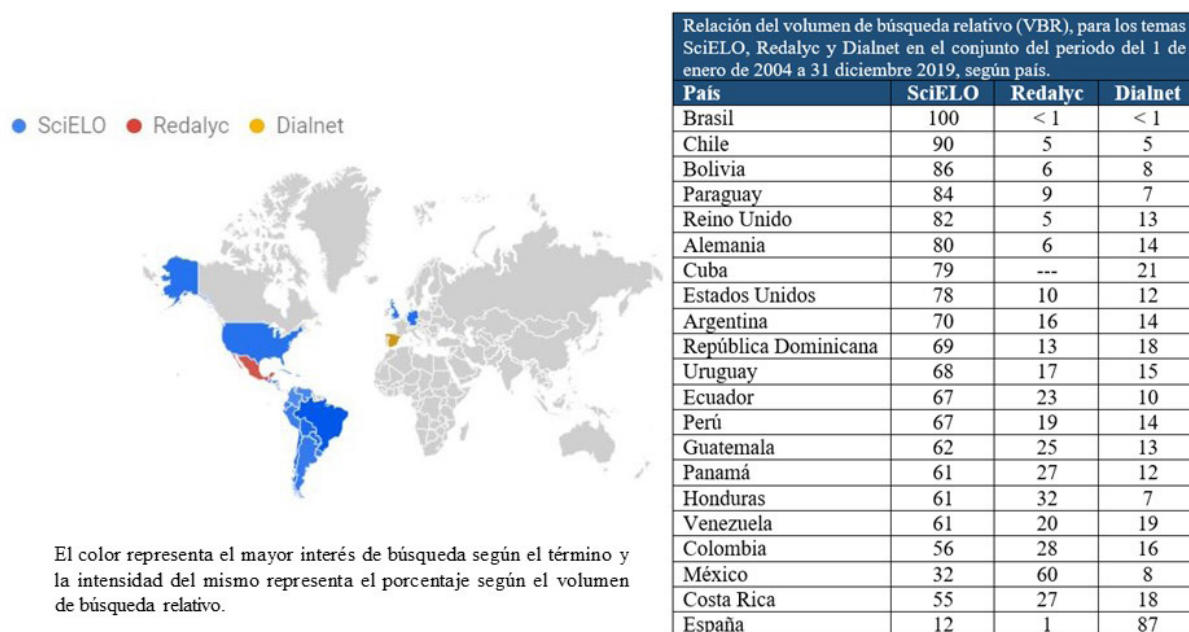 SciELO Redalyc Dialnet
El color representa el mayor interés de búsqueda según el término y
la intensidad del mismo representa el porcentaje según el volumen
de búsqueda relativo.
Relación del volumen de búsqueda relativo (VBR), para los temas
SciELO, Redalyc y Dialnet en el conjunto del periodo del 1 de
enero de 2004 a 31 diciembre 2019, según país.
País SciELO Redalyc Dialnet
Brasil 100 < 1 < 1
Chile 90 5 5
Bolivia 86 6 8
Paraguay 84 9 7
Reino Unido 82 5 13
Alemania 80 6 14
Cuba 79 --- 21
Estados Unidos 78 10 12
Argentina 70 16 14
República Dominicana 69 13 18
Uruguay 68 17 15
Ecuador 67 23 10
Perú 67 19 14
Guatemala 62 25 13
Panamá 61 27 12
Honduras 61 32 7
Venezuela 61 20 19
Colombia 56 28 16
México 32 60 8
Costa Rica 55 27 18
España 12 1 87